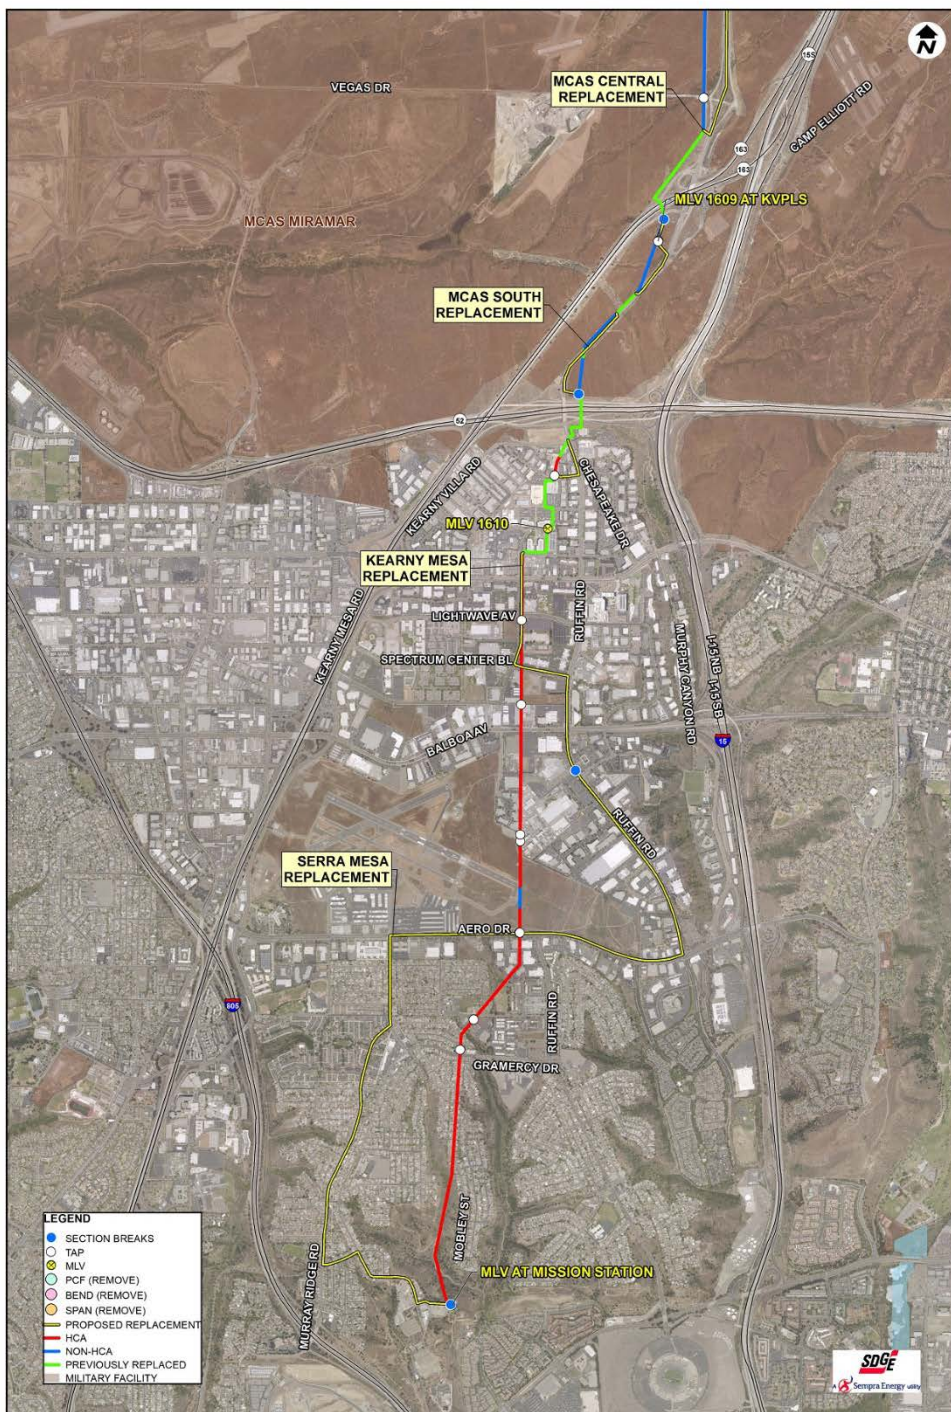 N
155
VEGAS DR
MCAS CENTRAL
REPLACEMENT
CAMP ELLIOTT RD
163
163
MLV 1609 AT KVPLS
MCAS MIRAMAR
MCAS SOUTH
REPLACEMENT
52
KEARNY VILLA RD
CHESAPEAKE DR
MLV 1610
KEARNY MESA
REPLACEMENT
LIGHTWAVE AV
RUFFIN RD
KEARNY MESA RD
SPECTRUM CENTER BL
MURPHY CANYON RD
I-15 NB
I-15 SB
BALBOA AV
15
RUFFIN RD
SERRA MESA
REPLACEMENT
AERO DR
805
RUFFIN RD
GRAMERCY DR
MOBLEY ST
MLV AT MISSION STATION
MURRAY RIDGE RD
LEGEND
SECTION BREAKS
TAP
MLV
PCF (REMOVE)
BEND (REMOVE)
SPAN (REMOVE)
PROPOSED REPLACEMENT
HCA
NON-HCA
PREVIOUSLY REPLACED
MILITARY FACILITY
SDGE
A Sempra Energy utility